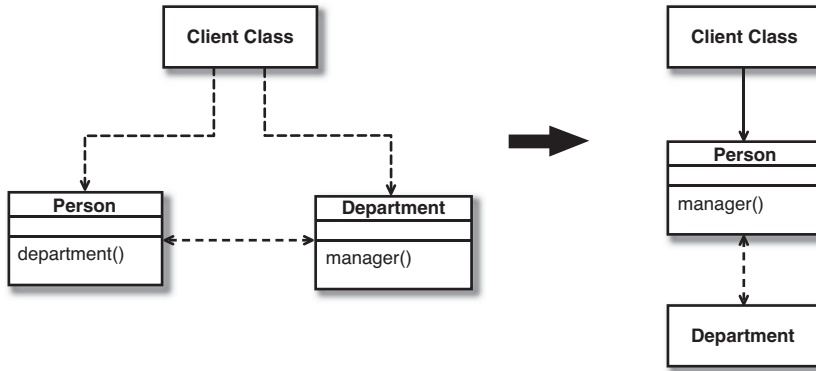 Client Class
Person
department()
Department
manager()
Client Class
Person
manager()
Department